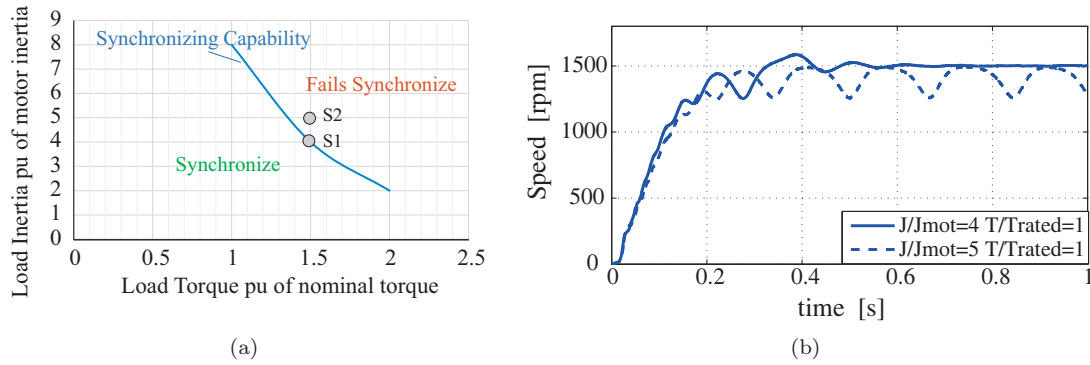 9
8
7
6
5
4
3
2
1
0
Load Inertia pu of motor inertia
Synchronizing Capability
Fails Synchronize
S2
S1
Synchronize
0 0.5 1 1.5 2 2.5
Load Torque pu of nominal torque
(a)
1500
1000
500
0
Speed [rpm]
J/Jmot=4 T/Trated=1
J/Jmot=5 T/Trated=1
0 0.2 0.4 0.6 0.8 1
time [s]
(b)